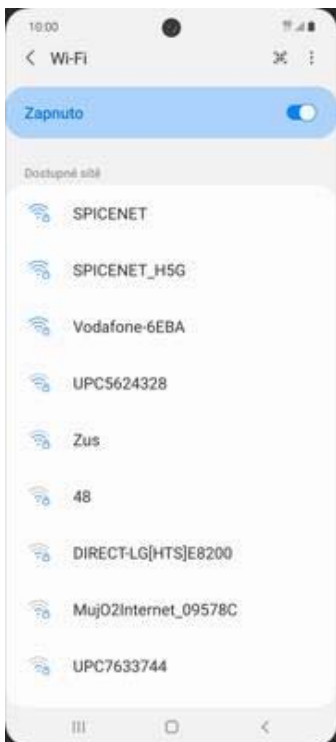 10:00
Wi-Fi
Zapnuto
Dostupné sítě
SPICENET
SPICENET_H5G
Vodafone-6EBA
UPC5624328
Zus
48
DIRECT-LG[HTS]E8200
MujO2Internet_09578C
UPC7633744